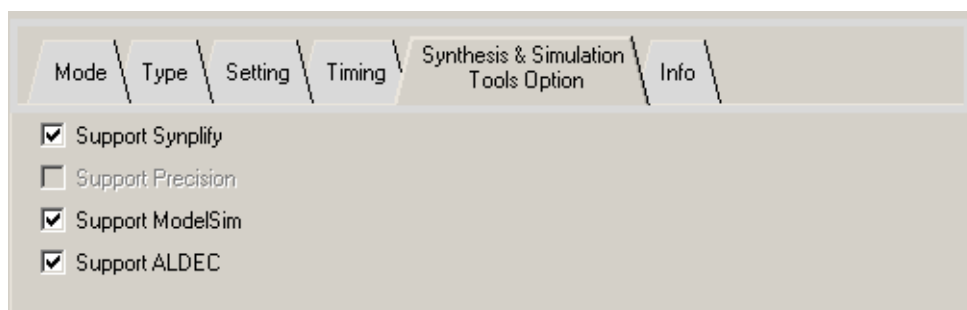 Mode
Type
Setting
Timing
Synthesis & Simulation
Tools Option
Info
Support Synplify
Support Precision
Support ModelSim
Support ALDEC